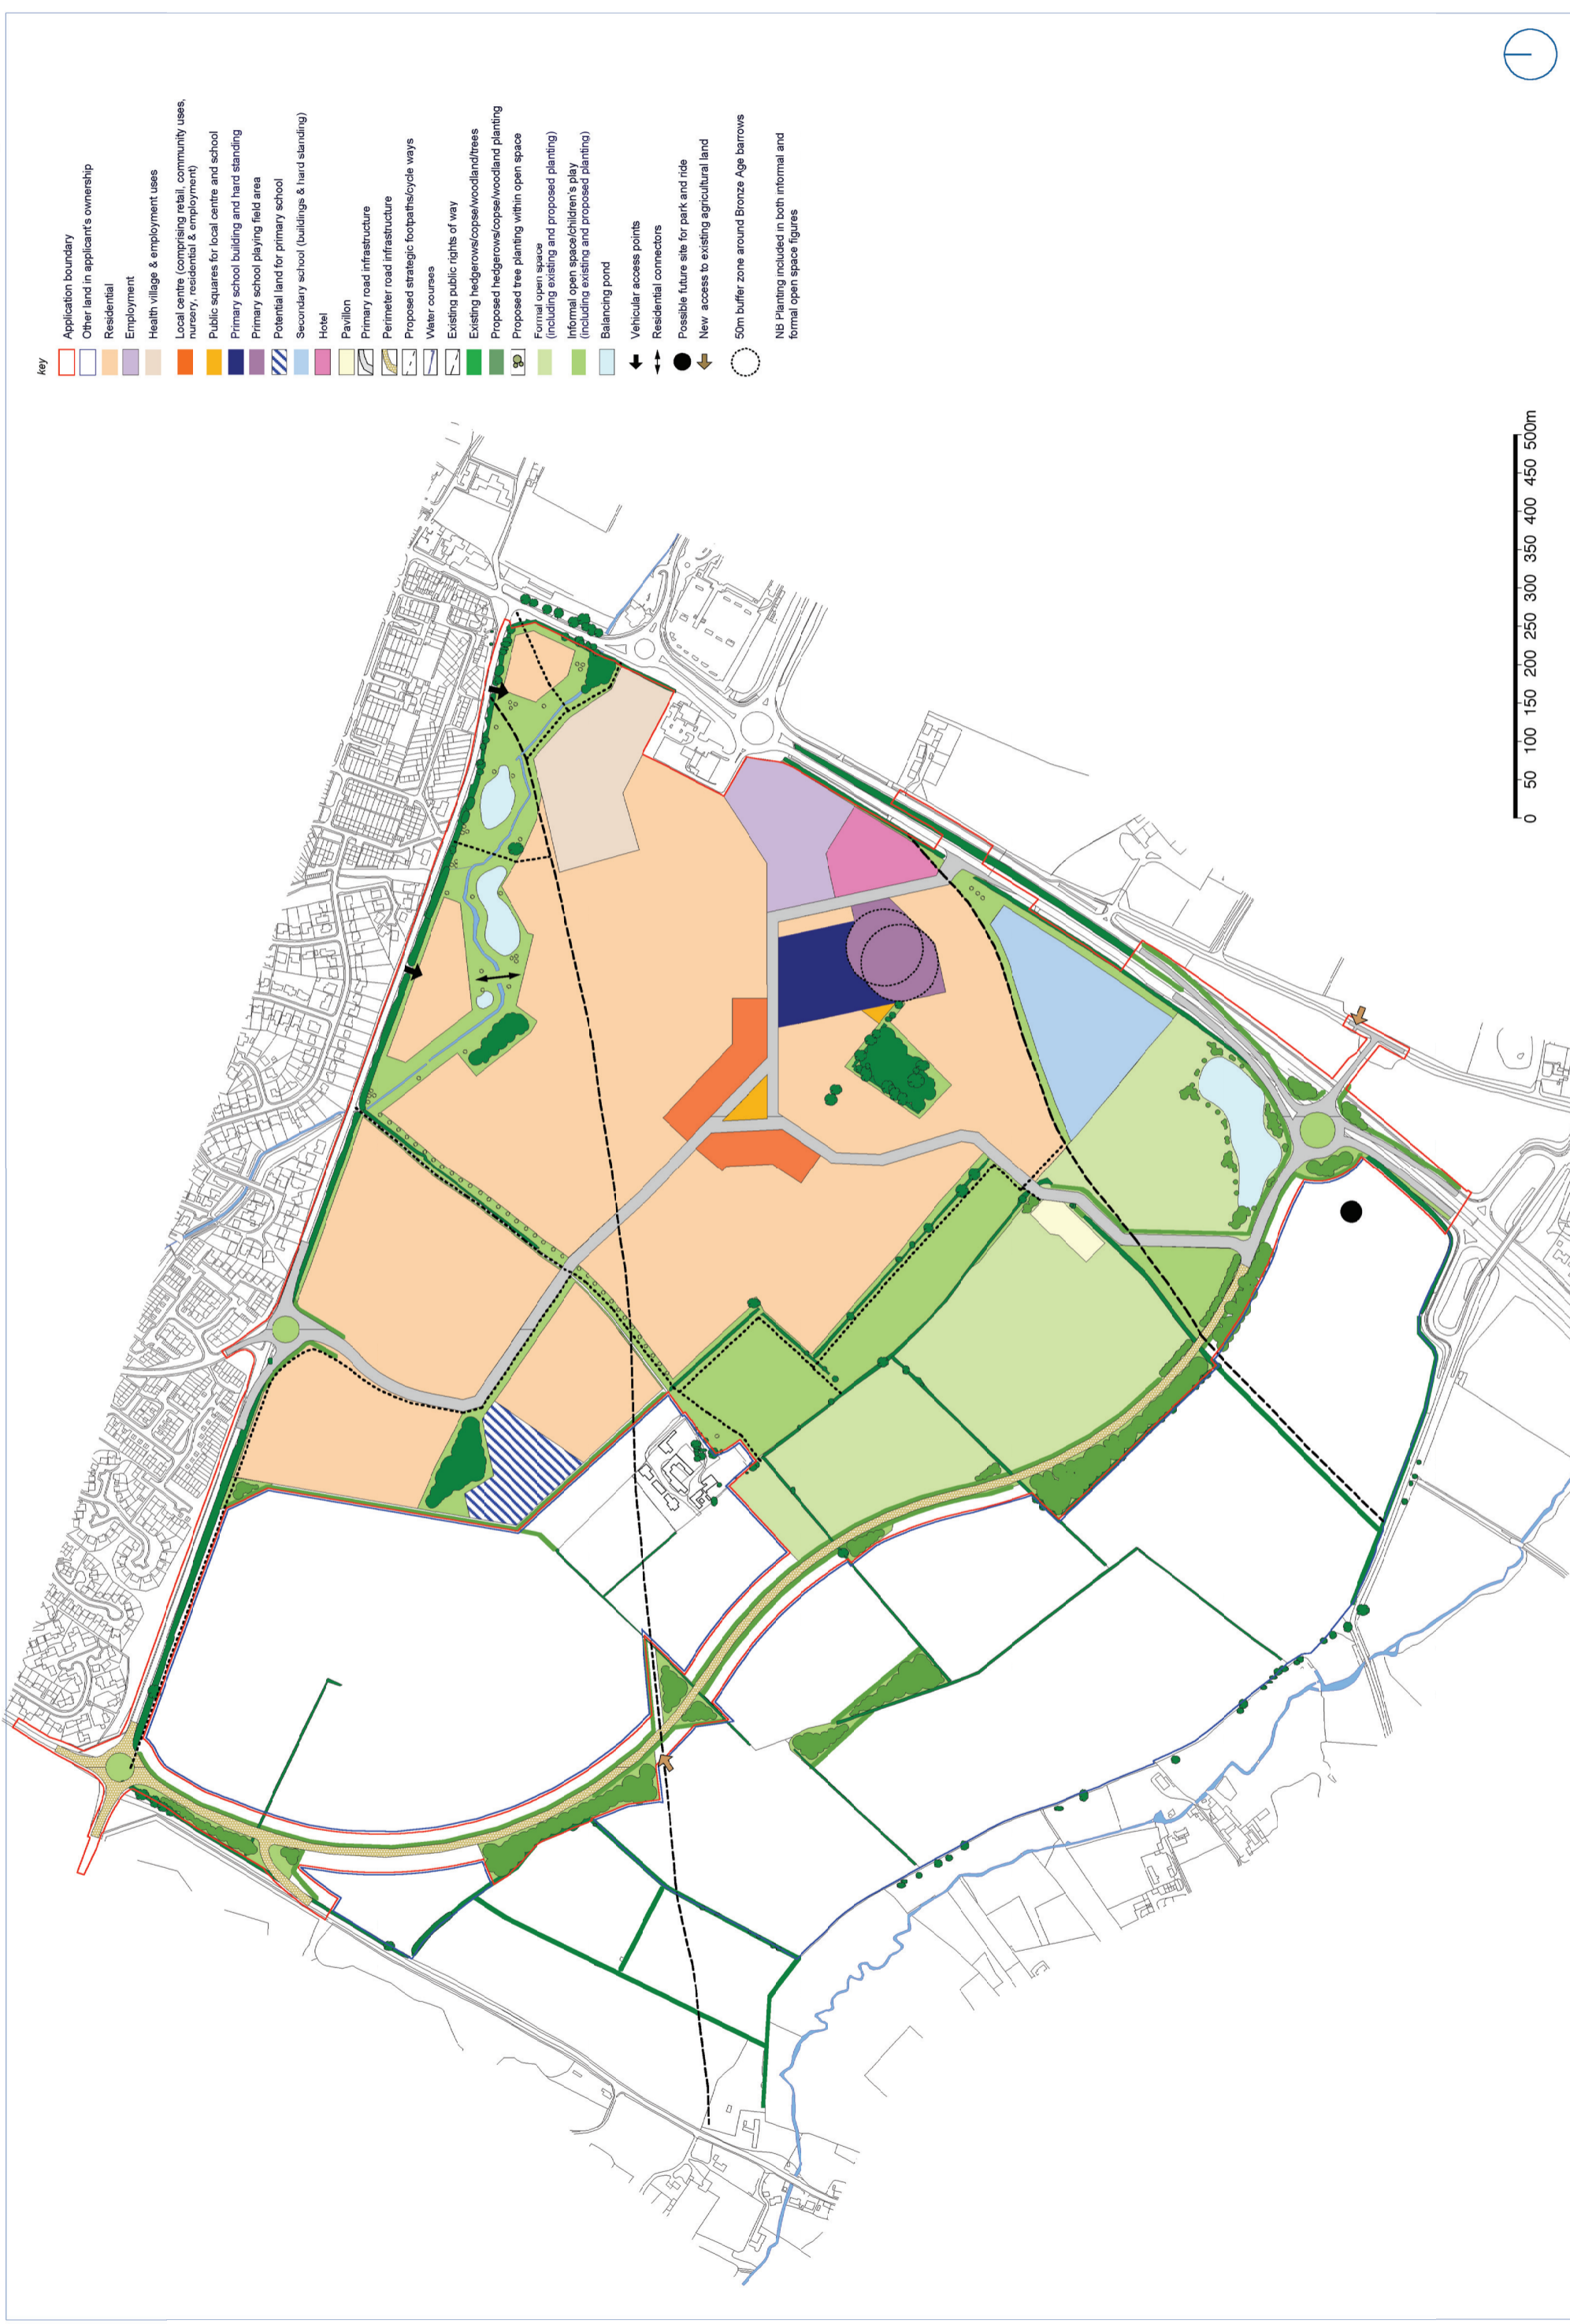 key
Application boundary
Other land in applicant's ownership
Residential
Employment
Health village & employment uses
Local centre (comprising retail, community uses,
nursery, residential & employment)
Public squares for local centre and school
Primary school building and hard standing
Primary school playing field area
Potential land for primary school
Secondary school (buildings & hard standing)
Hotel
Pavilion
Primary road infrastructure
Perimeter road infrastructure
Proposed strategic footpaths/cycle ways
Water courses
Existing public rights of way
Existing hedgerows/copse/woodland/trees
Proposed hedgerows/copse/woodland planting
Proposed tree planting within open space
Formal open space
(including existing and proposed planting)
Informal open space/children's play
(including existing and proposed planting)
Balancing pond
Vehicular access points
Residential connectors
Possible future site for park and ride
New access to existing agricultural land
50m buffer zone around Bronze Age barrows
NB Planting included in both informal and
formal open space figures
0 50 100 150 200 250 300 350 400 450 500m